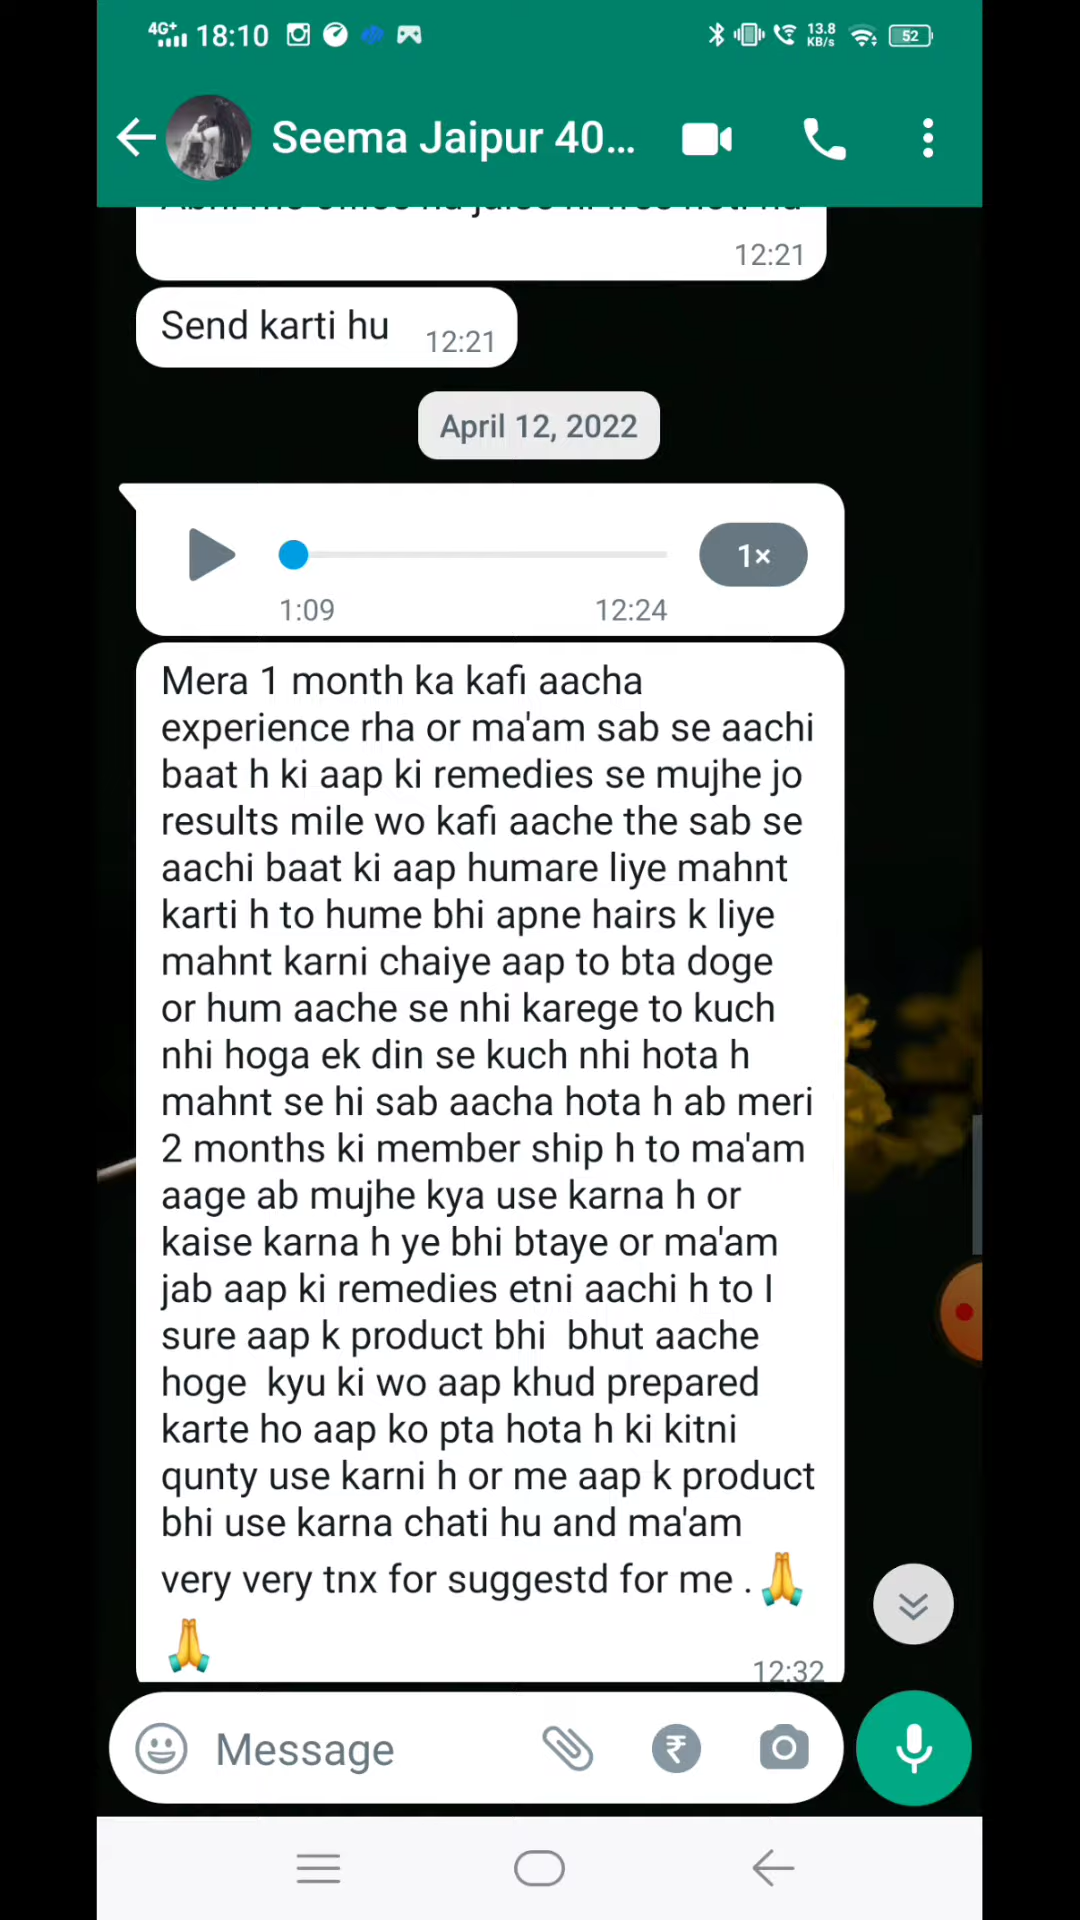 4G+ 18:10 13.8 KB/s 52
Seema Jaipur 40...
12:21
Send karti hu 12:21
April 12, 2022
1×
1:09 12:24
Mera 1 month ka kafi aacha
experience rha or ma'am sab se aachi
baat h ki aap ki remedies se mujhe jo
results mile wo kafi aache the sab se
aachi baat ki aap humare liye mahnt
karti h to hume bhi apne hairs k liye
mahnt karni chaiye aap to bta doge
or hum aache se nhi karege to kuch
nhi hoga ek din se kuch nhi hota h
mahnt se hi sab aacha hota h ab meri
2 months ki member ship h to ma'am
aage ab mujhe kya use karna h or
kaise karna h ye bhi btaye or ma'am
jab aap ki remedies etni aachi h to I
sure aap k product bhi  bhut aache
hoge  kyu ki wo aap khud prepared
karte ho aap ko pta hota h ki kitni
qunty use karni h or me aap k product
bhi use karna chati hu and ma'am
very very tnx for suggestd for me .🙏
🙏
12:32
Message